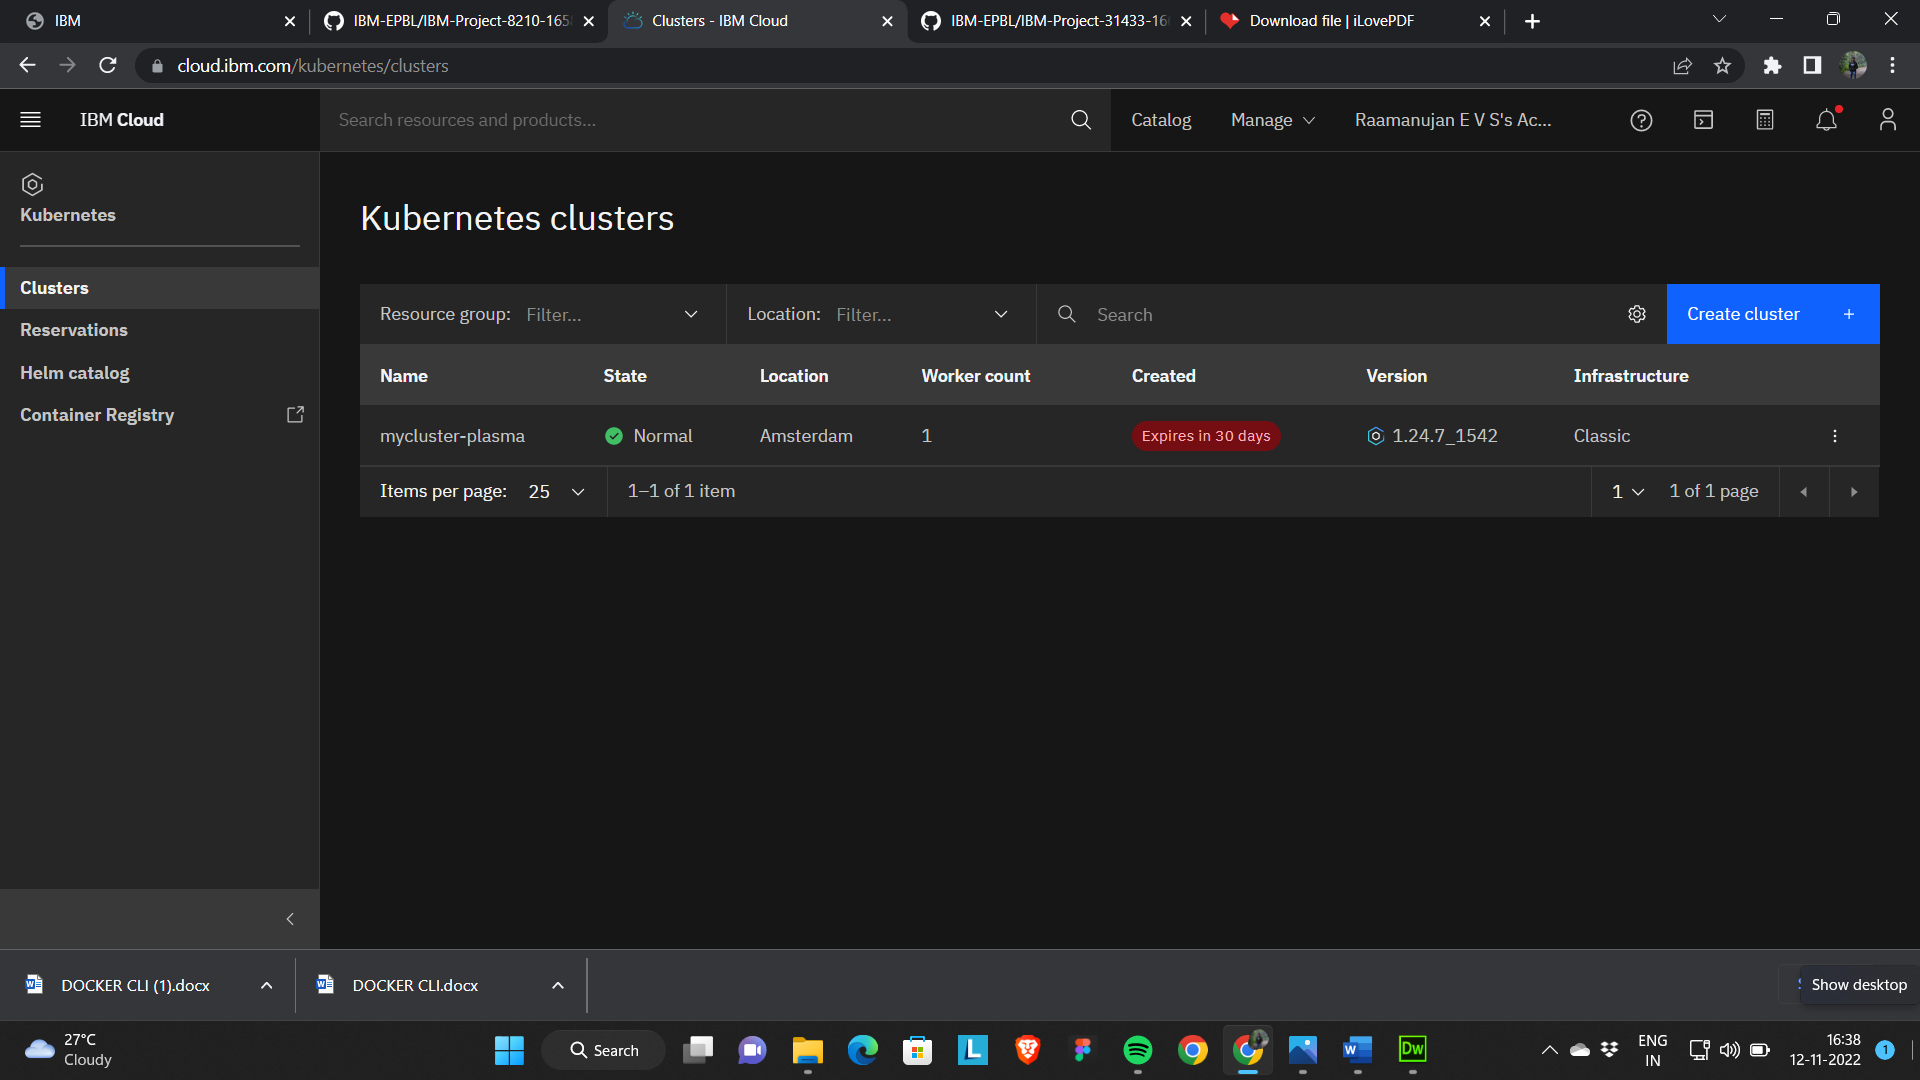 IBM
IBM-EPBL/IBM-Project-8210-165
Clusters - IBM Cloud
IBM-EPBL/IBM-Project-31433-16
Download file | iLovePDF
cloud.ibm.com/kubernetes/clusters
IBM Cloud
Search resources and products...
Catalog
Manage
Raamanujan E V S's Ac...
Kubernetes
Clusters
Reservations
Helm catalog
Container Registry
Kubernetes clusters
Resource group: Filter...
Location: Filter...
Search
Create cluster +
Name State Location Worker count Created Version Infrastructure
mycluster-plasma Normal Amsterdam 1 Expires in 30 days 1.24.7_1542 Classic
Items per page: 25 1–1 of 1 item 1 1 of 1 page
DOCKER CLI (1).docx
DOCKER CLI.docx
Show desktop
27°C
Cloudy
Search
L
W
Dw
ENG
IN
16:38
12-11-2022
1